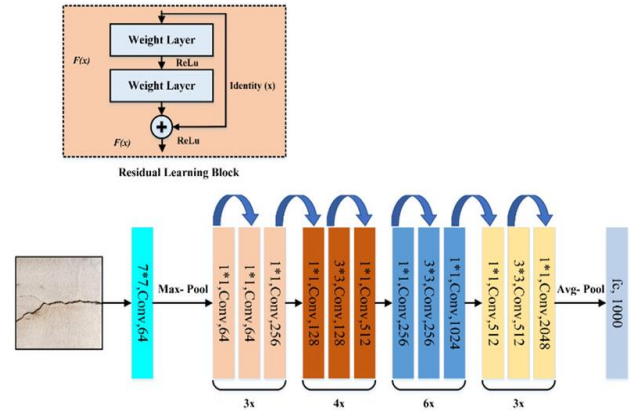 Weight Layer
F(x)
ReLu
Weight Layer
Identity (x)
F(x)
ReLu
Residual Learning Block
7*7,Conv,64
Max- Pool
1*1,Conv,64
1*1,Conv,64
1*1,Conv,256
1*1,Conv,128
3*3,Conv,128
1*1,Conv,512
1*1,Conv,256
3*3,Conv,256
1*1,Conv,1024
1*1,Conv,512
3*3,Conv,512
1*1,Conv,2048
Avg- Pool
fc, 1000
3x
4x
6x
3x